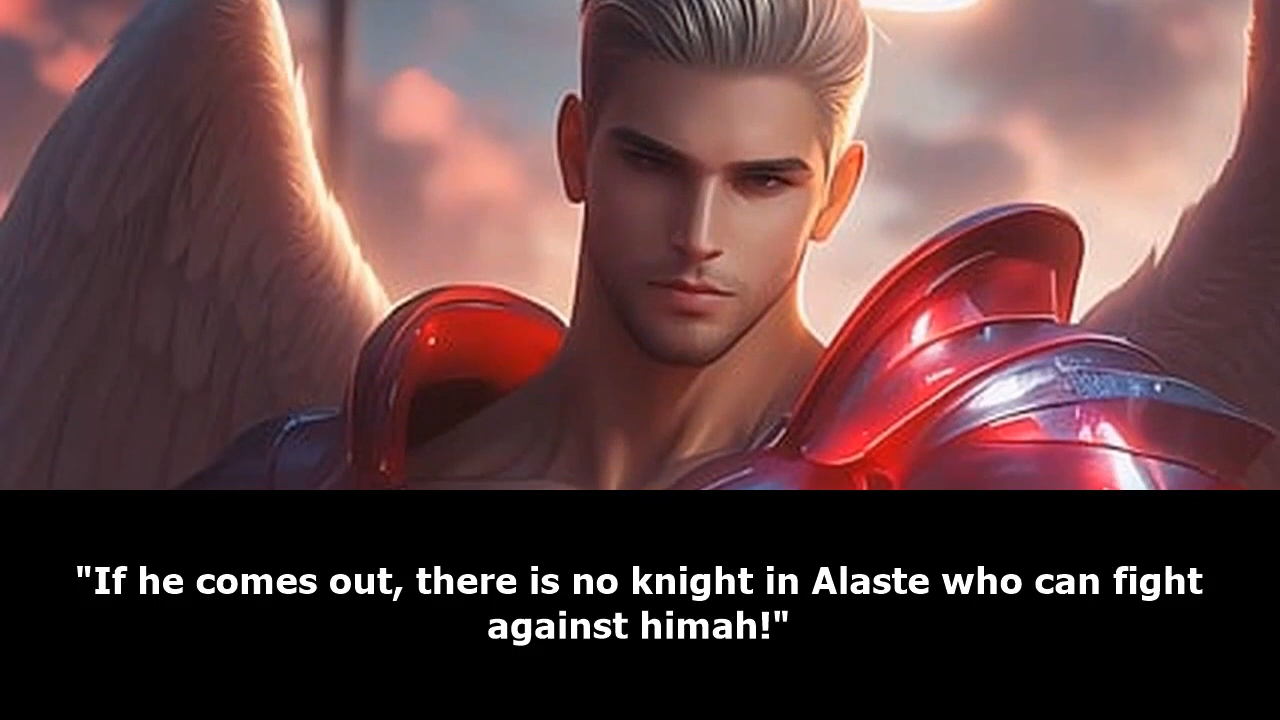 "If he comes out, there is no knight in Alaste who can fight
against himah!"